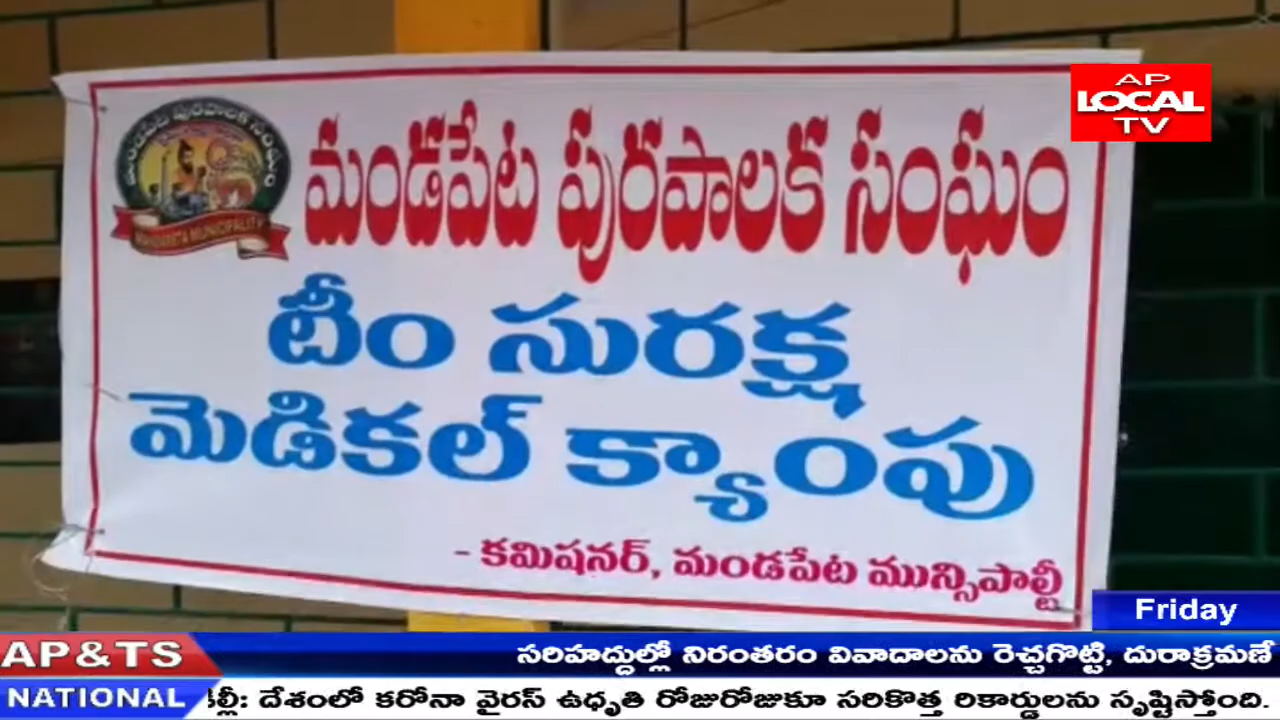 AP
LOCAL
TV
మండపేట పురపాలక సంఘం
టీం సురక్ష
మెడికల్ క్యాంపు
- కమిషనర్, మండపేట మున్సిపాల్టీ
Friday
AP&TS
సరిహద్దుల్లో నిరంతరం వివాదాలను రెచ్చగొట్టి, దురాక్రమణే
NATIONAL
దేశంలో కరోనా వైరస్ ఉధృతి రోజురోజుకూ సరికొత్త రికార్డులను సృష్టిస్తోంది.